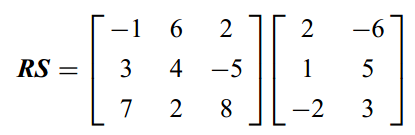 RS = [ −1 6 2 ] [ 2 −6 ]
[ 3 4 −5 ] [ 1 5 ]
[ 7 2 8 ] [ −2 3 ]